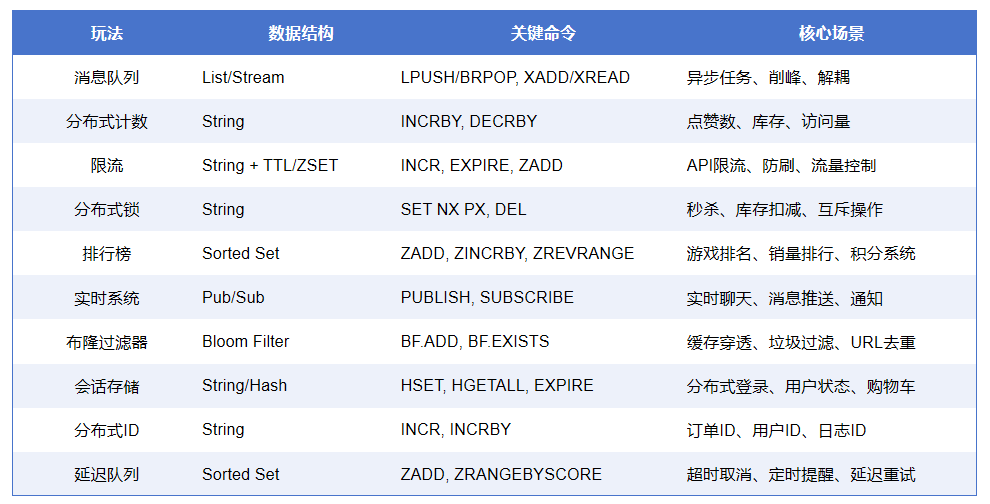 玩法 数据结构 关键命令 核心场景
消息队列 List/Stream LPUSH/BRPOP, XADD/XREAD 异步任务、削峰、解耦
分布式计数 String INCRBY, DECRBY 点赞数、库存、访问量
限流 String + TTL/ZSET INCR, EXPIRE, ZADD API限流、防刷、流量控制
分布式锁 String SET NX PX, DEL 秒杀、库存扣减、互斥操作
排行榜 Sorted Set ZADD, ZINCRBY, ZREVRANGE 游戏排名、销量排行、积分系统
实时系统 Pub/Sub PUBLISH, SUBSCRIBE 实时聊天、消息推送、通知
布隆过滤器 Bloom Filter BF.ADD, BF.EXISTS 缓存穿透、垃圾过滤、URL去重
会话存储 String/Hash HSET, HGETALL, EXPIRE 分布式登录、用户状态、购物车
分布式ID String INCR, INCRBY 订单ID、用户ID、日志ID
延迟队列 Sorted Set ZADD, ZRANGEBYSCORE 超时取消、定时提醒、延迟重试